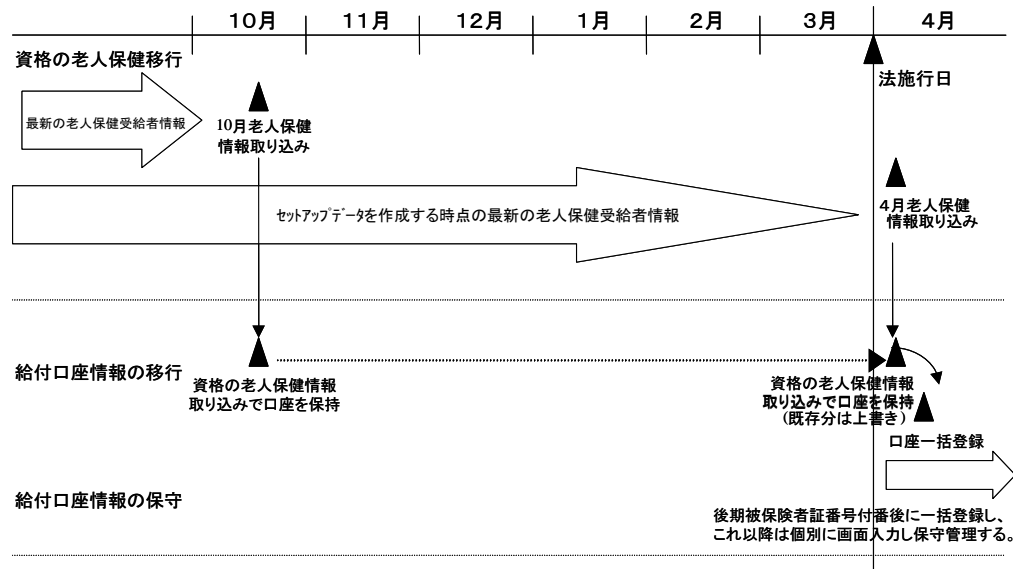 10月
11月
12月
1月
2月
3月
4月
資格の老人保健移行
法施行日
最新の老人保健受給者情報
10月老人保健
情報取り込み
セットアップデータを作成する時点の最新の老人保健受給者情報
4月老人保健
情報取り込み
給付口座情報の移行
資格の老人保健情報
取り込みで口座を保持
資格の老人保健情報
取り込みで口座を保持
(既存分は上書き)
口座一括登録
給付口座情報の保守
後期被保険者証番号付番後に一括登録し、
これ以降は個別に画面入力し保守管理する。